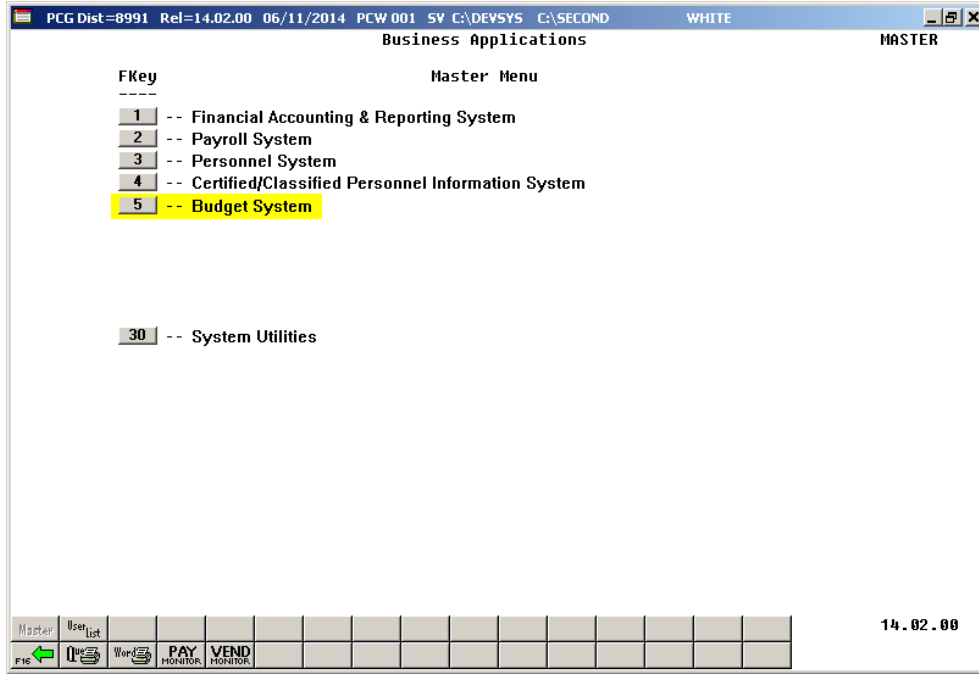 PCG Dist=8991 Rel=14.02.00 06/11/2014 PCW 001 SV C:\DEVSYS C:\SECOND WHITE
Business Applications MASTER
FKey Master Menu
----
1 -- Financial Accounting & Reporting System
2 -- Payroll System
3 -- Personnel System
4 -- Certified/Classified Personnel Information System
5 -- Budget System
30 -- System Utilities
Master User list 14.02.00
F16 Que Word PAY MONITOR VEND MONITOR